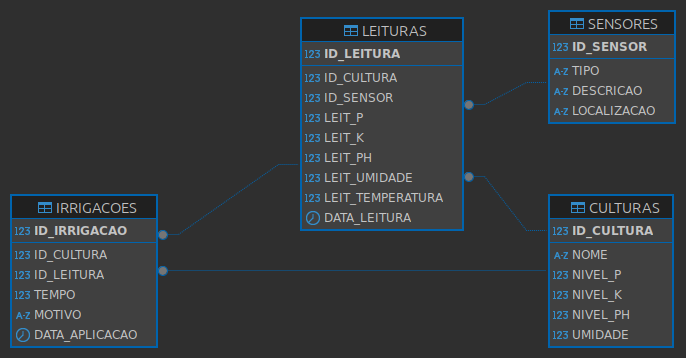 LEITURAS
123 ID_LEITURA
123 ID_CULTURA
123 ID_SENSOR
123 LEIT_P
123 LEIT_K
123 LEIT_PH
123 LEIT_UMIDADE
123 LEIT_TEMPERATURA
DATA_LEITURA
SENSORES
123 ID_SENSOR
A-Z TIPO
A-Z DESCRICAO
A-Z LOCALIZACAO
IRRIGACOES
123 ID_IRRIGACAO
123 ID_CULTURA
123 ID_LEITURA
123 TEMPO
A-Z MOTIVO
DATA_APLICACAO
CULTURAS
123 ID_CULTURA
A-Z NOME
123 NIVEL_P
123 NIVEL_K
123 NIVEL_PH
123 UMIDADE